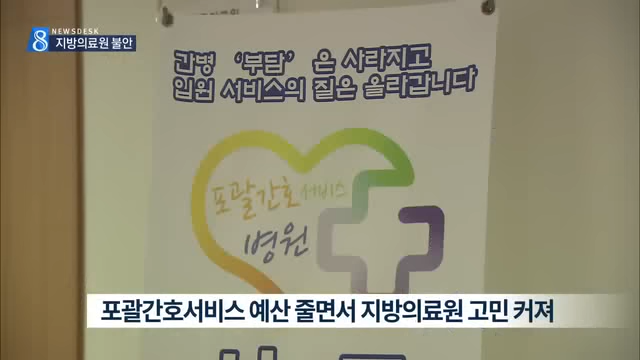 NEWSDESK
8 지방의료원 불안
간병 '부담' 은 사라지고
입원 서비스의 질은 올라갑니다
포괄간호서비스
병원
포괄간호서비스 예산 줄면서 지방의료원 고민 커져